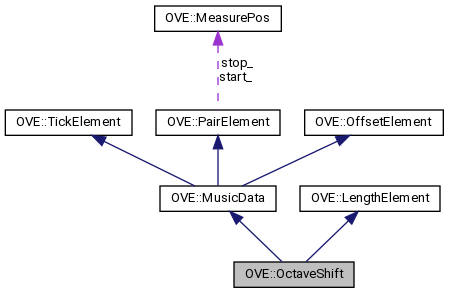 OVE::MeasurePos
stop_
start_
OVE::TickElement
OVE::PairElement
OVE::OffsetElement
OVE::MusicData
OVE::LengthElement
OVE::OctaveShift